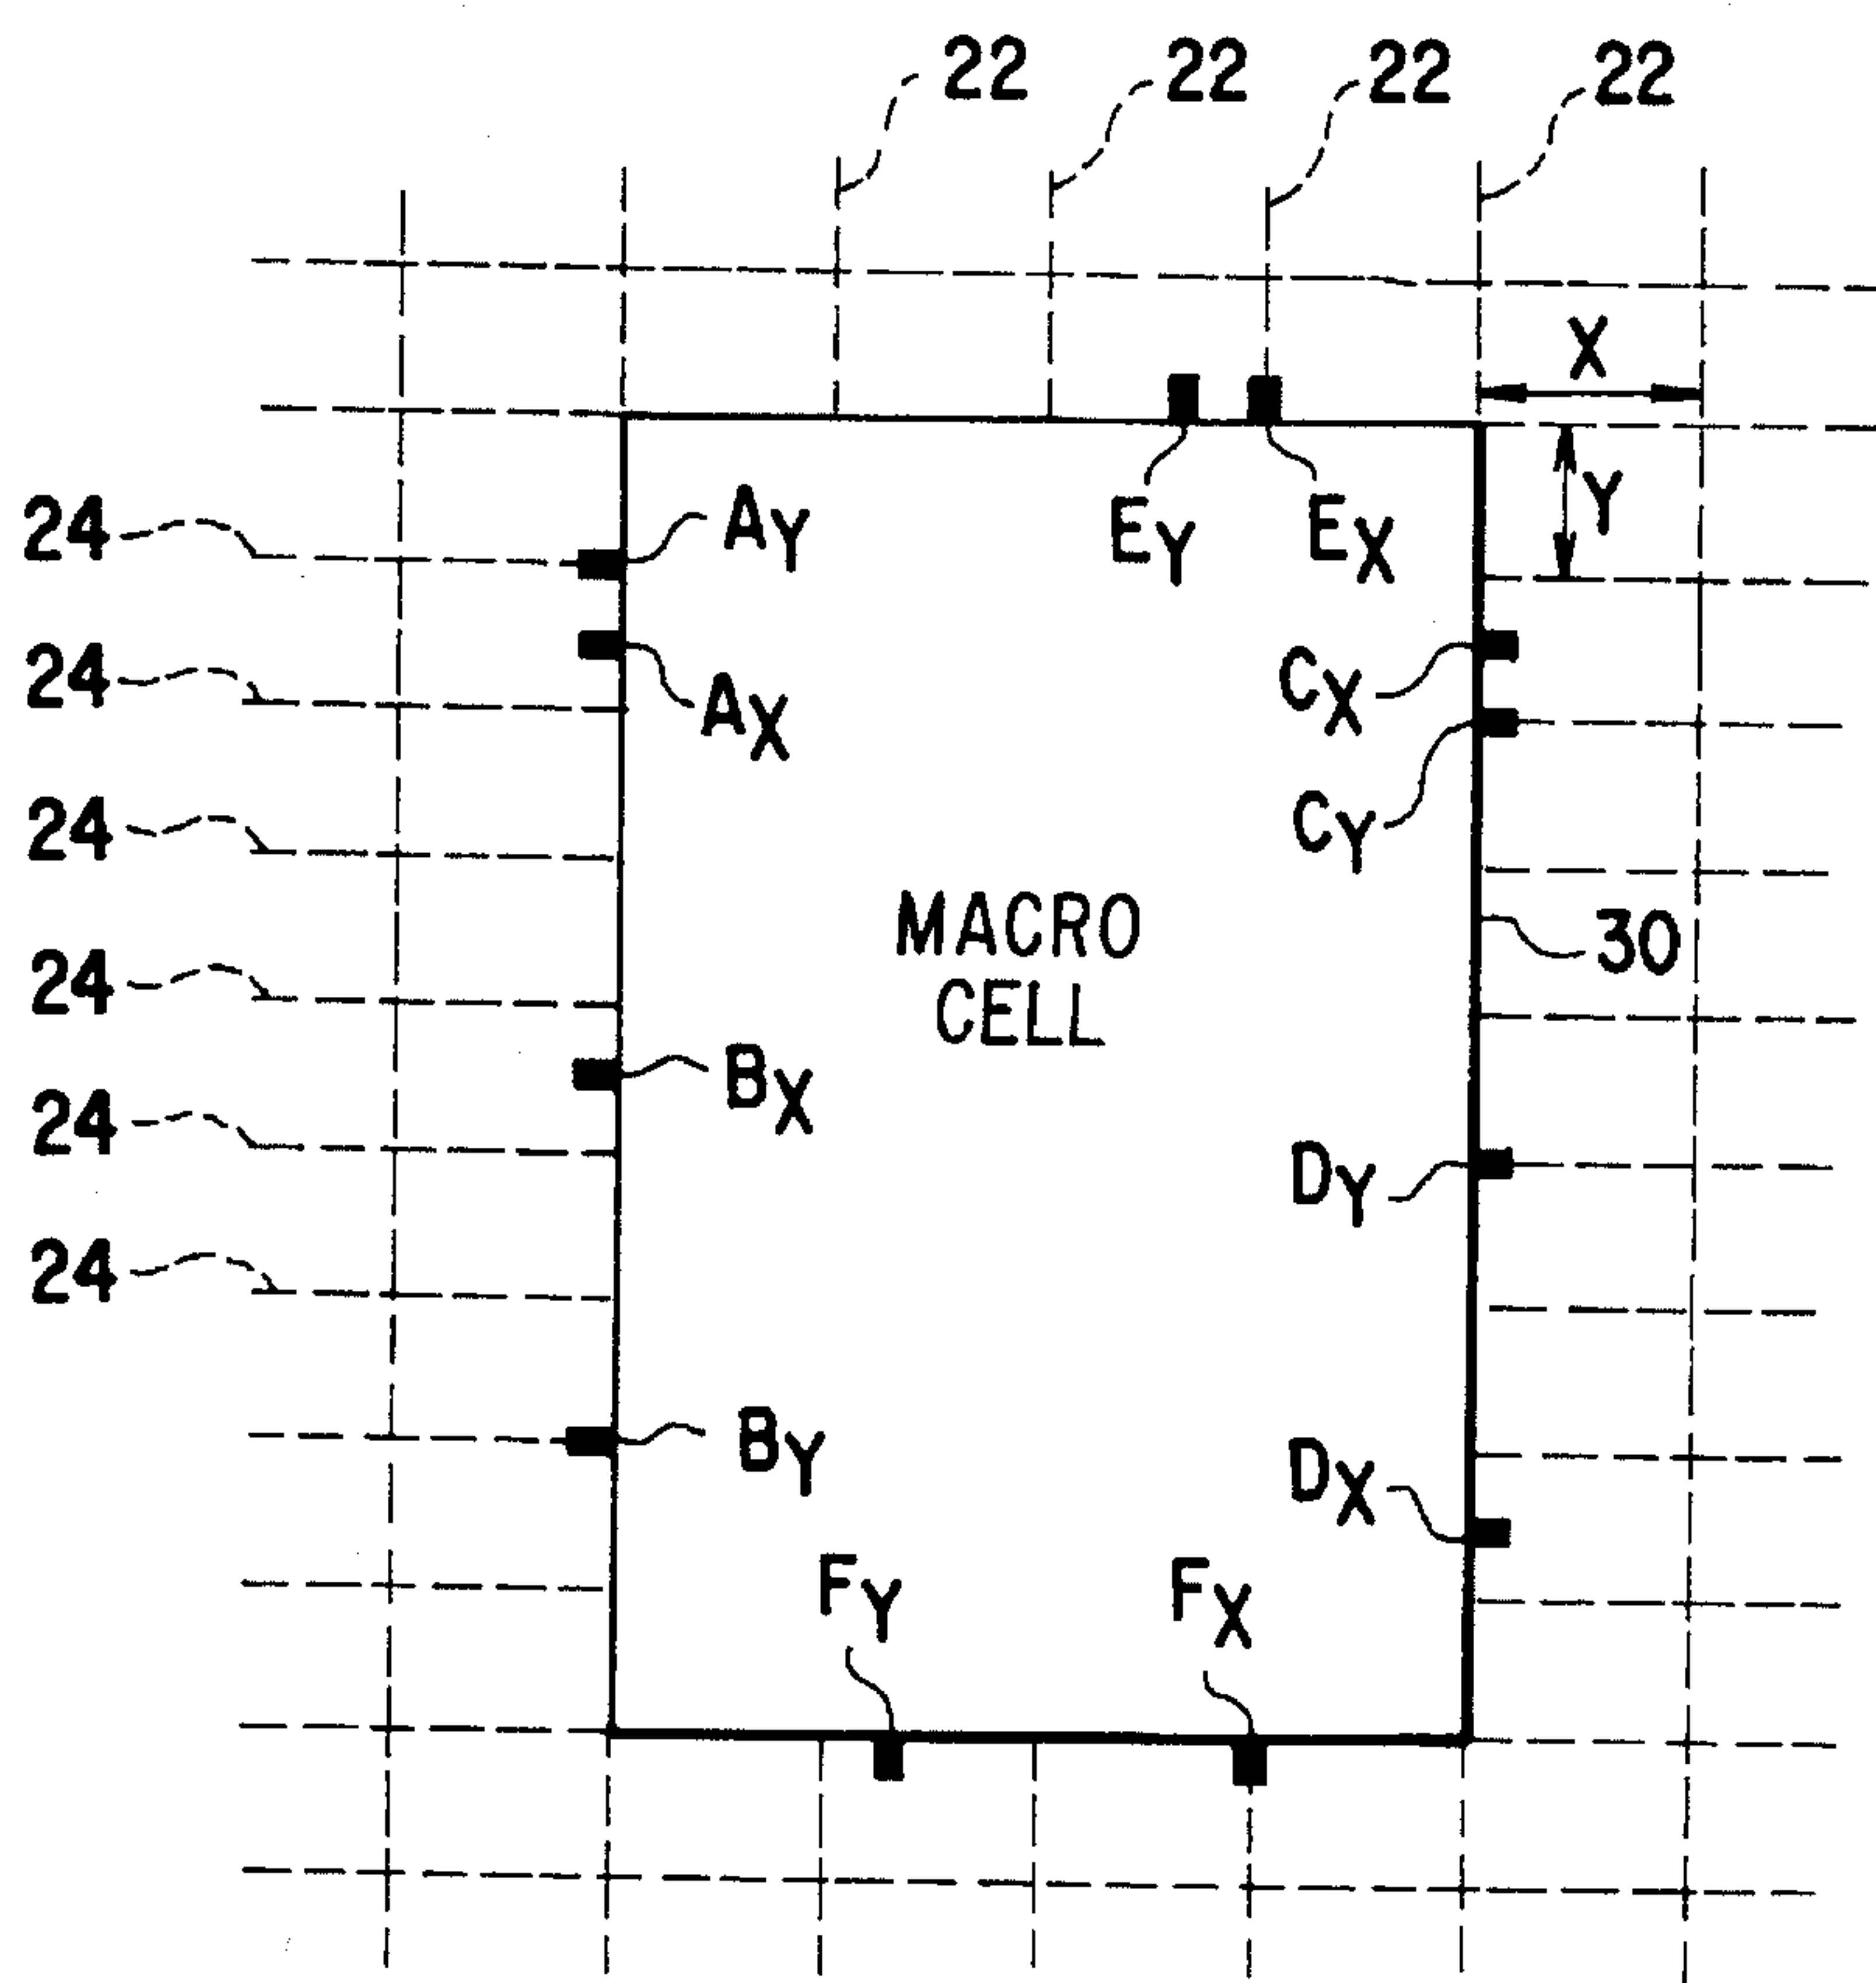 22 22 22 22
X
24 AY EY EX Y
24 AX CX
24 CY
MACRO 30
24 CELL
24 BX
DY
24
BY DX
FY FX